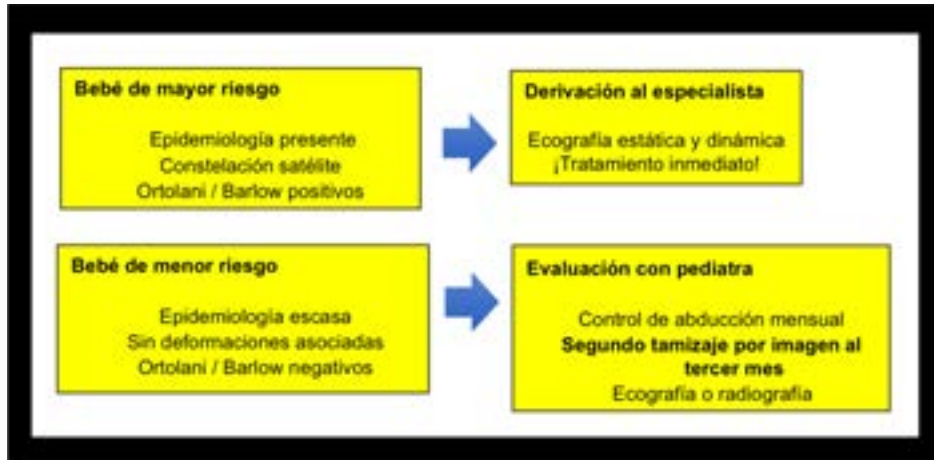 Bebé de mayor riesgo
Epidemiología presente
Constelación satélite
Ortolani / Barlow positivos
Derivación al especialista
Ecografía estática y dinámica
¡Tratamiento inmediato!
Bebé de menor riesgo
Epidemiología escasa
Sin deformaciones asociadas
Ortolani / Barlow negativos
Evaluación con pediatra
Control de abducción mensual
Segundo tamizaje por imagen al
tercer mes
Ecografía o radiografía